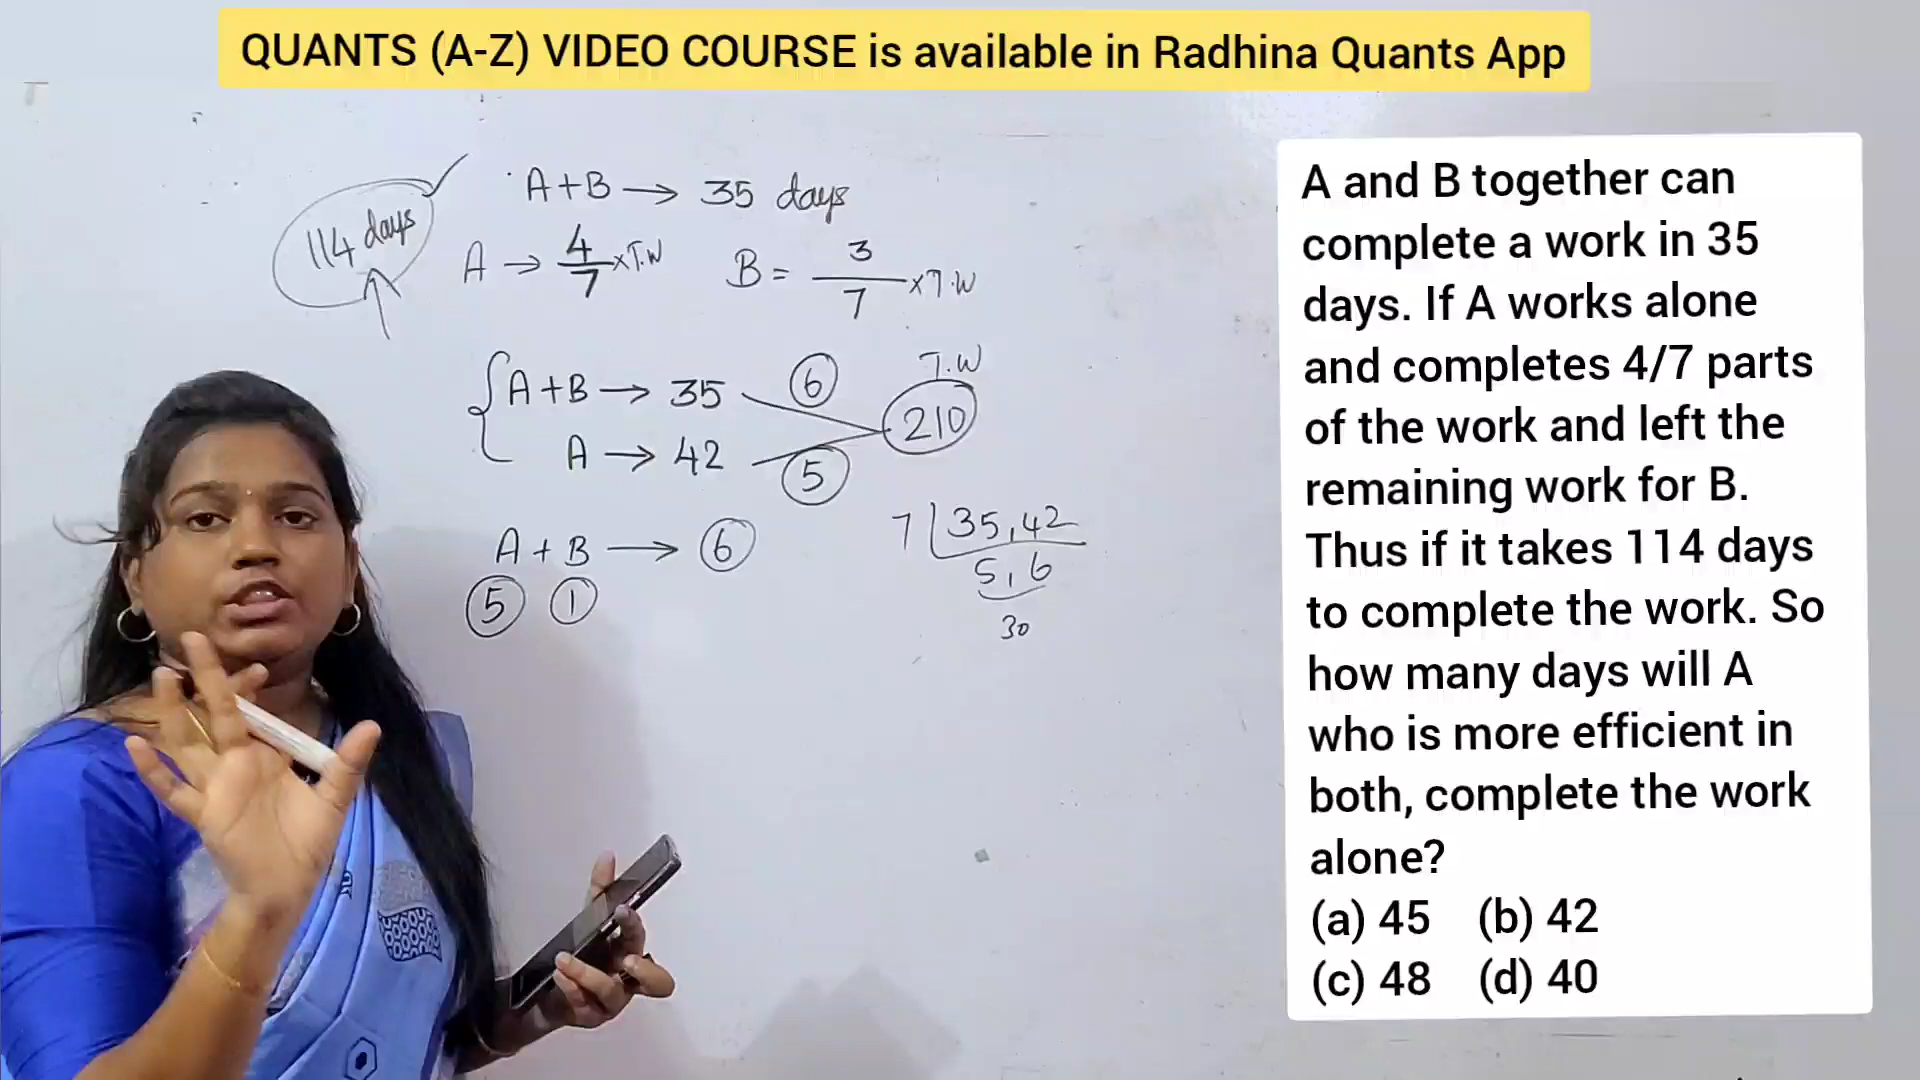 QUANTS (A-Z) VIDEO COURSE is available in Radhina Quants App
114 days
A+B → 35 days
A → 4/7 ×T.W
B = 3/7 ×T.W
A+B → 35 6 T.W
210
A → 42 5
A + B → 6
5 1
7 35,42
5,6
30
A and B together can
complete a work in 35
days. If A works alone
and completes 4/7 parts
of the work and left the
remaining work for B.
Thus if it takes 114 days
to complete the work. So
how many days will A
who is more efficient in
both, complete the work
alone?
(a) 45 (b) 42
(c) 48 (d) 40